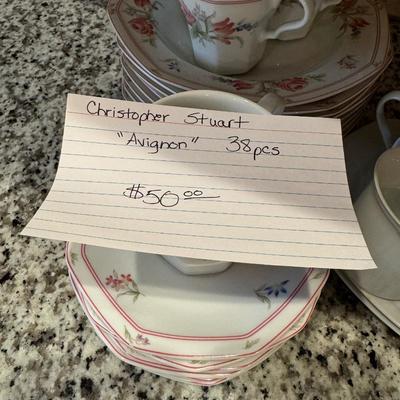 Christopher Stuart
"Avignon" 38pcs
$50.00